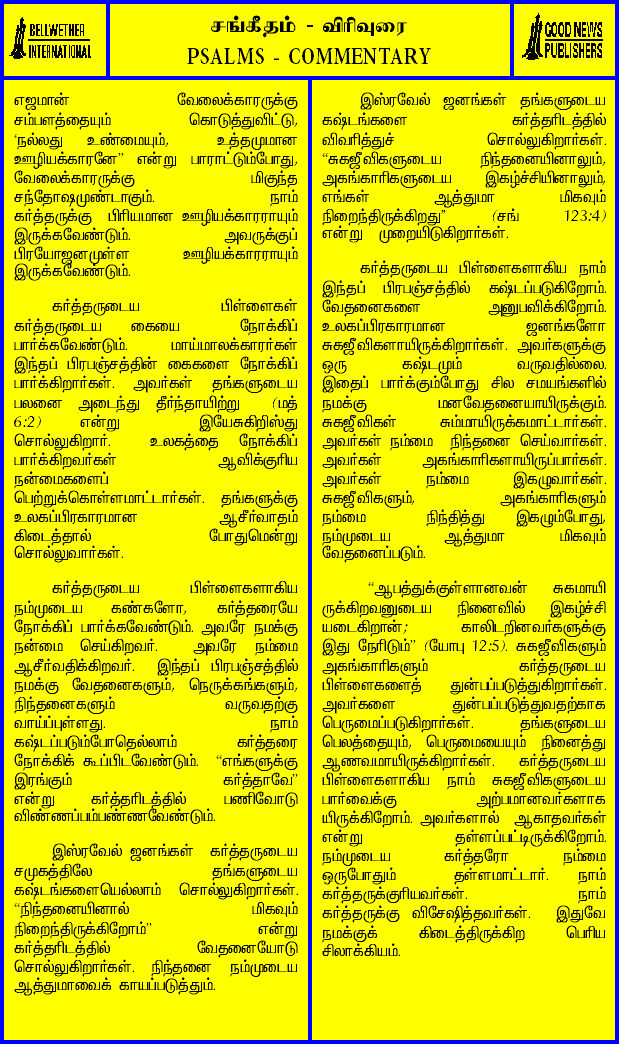 BELLWETHER
INTERNATIONAL
சங்கீதம் - விரிவுரை
PSALMS - COMMENTARY
GOOD NEWS
PUBLISHERS
எஜமான் வேலைக்காரருக்கு
சம்பளத்தையும் கொடுத்துவிட்டு,
‘நல்லது உண்மையும், உத்தமுமான
ஊழியக்காரனே” என்று பாராட்டும்போது,
வேலைக்காரருக்கு மிகுந்த
சந்தோஷமுண்டாகும். நாம்
கர்த்தருக்கு பிரியமான ஊழியக்காரராயும்
இருக்கவேண்டும். அவருக்குப்
பிரயோஜனமுள்ள ஊழியக்காரராயும்
இருக்கவேண்டும்.
கர்த்தருடைய பிள்ளைகள்
கர்த்தருடைய கையை நோக்கிப்
பார்க்கவேண்டும். மாய்மாலக்காரர்கள்
இந்தப் பிரபஞ்சத்தின் கைகளை நோக்கிப்
பார்க்கிறார்கள். அவர்கள் தங்களுடைய
பலனை அடைந்து தீர்ந்தாயிற்று (மத்
6:2) என்று இயேசுகிறிஸ்து
சொல்லுகிறார். உலகத்தை நோக்கிப்
பார்க்கிறவர்கள் ஆவிக்குரிய
நன்மைகளைப்
பெற்றுக்கொள்ளமாட்டார்கள். தங்களுக்கு
உலகப்பிரகாரமான ஆசீர்வாதம்
கிடைத்தால் போதுமென்று
சொல்லுவார்கள்.
கர்த்தருடைய பிள்ளைகளாகிய
நம்முடைய கண்களோ, கர்த்தரையே
நோக்கிப் பார்க்கவேண்டும். அவரே நமக்கு
நன்மை செய்கிறவர். அவரே நம்மை
ஆசீர்வதிக்கிறவர். இந்தப் பிரபஞ்சத்தில்
நமக்கு வேதனைகளும், நெருக்கங்களும்,
நிந்தனைகளும் வருவதற்கு
வாய்ப்புள்ளது. நாம்
கஷ்டப்படும்போதெல்லாம் கர்த்தரை
நோக்கிக் கூப்பிடவேண்டும். “எங்களுக்கு
இரங்கும் கர்த்தாவே”
என்று கர்த்தரிடத்தில் பணிவோடு
விண்ணப்பம்பண்ணவேண்டும்.
இஸ்ரவேல் ஜனங்கள் கர்த்தருடைய
சமுகத்திலே தங்களுடைய
கஷ்டங்களையெல்லாம் சொல்லுகிறார்கள்.
“நிந்தனையினால் மிகவும்
நிறைந்திருக்கிறோம்” என்று
கர்த்தரிடத்தில் வேதனையோடு
சொல்லுகிறார்கள். நிந்தனை நம்முடைய
ஆத்துமாவைக் காயப்படுத்தும்.
இஸ்ரவேல் ஜனங்கள் தங்களுடைய
கஷ்டங்களை கர்த்தரிடத்தில்
விவரித்துச் சொல்லுகிறார்கள்.
“சுகஜீவிகளுடைய நிந்தனையினாலும்,
அகங்காரிகளுடைய இகழ்ச்சியினாலும்,
எங்கள் ஆத்துமா மிகவும்
நிறைந்திருக்கிறது” (சங் 123:4)
என்று முறையிடுகிறார்கள்.
கர்த்தருடைய பிள்ளைகளாகிய நாம்
இந்தப் பிரபஞ்சத்தில் கஷ்டப்படுகிறோம்.
வேதனைகளை அனுபவிக்கிறோம்.
உலகப்பிரகாரமான ஜனங்களோ
சுகஜீவிகளாயிருக்கிறார்கள். அவர்களுக்கு
ஒரு கஷ்டமும் வருவதில்லை.
இதைப் பார்க்கும்போது சில சமயங்களில்
நமக்கு மனவேதனையாயிருக்கும்.
சுகஜீவிகள் சும்மாயிருக்கமாட்டார்கள்.
அவர்கள் நம்மை நிந்தனை செய்வார்கள்.
அவர்கள் அகங்காரிகளாயிருப்பார்கள்.
அவர்கள் நம்மை இகழுவார்கள்.
சுகஜீவிகளும், அகங்காரிகளும்
நம்மை நிந்தித்து இகழும்போது,
நம்முடைய ஆத்துமா மிகவும்
வேதனைப்படும்.
“ஆபத்துக்குள்ளானவன் சுகமாயி
ருக்கிறவனுடைய நினைவில் இகழ்ச்சி
யடைகிறான்; காலிடறினவர்களுக்கு
இது நேரிடும்” (யோபு 12:5). சுகஜீவிகளும்
அகங்காரிகளும் கர்த்தருடைய
பிள்ளைகளைத் துன்பப்படுத்துகிறார்கள்.
அவர்களை துன்பப்படுத்துவதற்காக
பெருமைப்படுகிறார்கள். தங்களுடைய
பெலத்தையும், பெருமையையும் நினைத்து
ஆணவமாயிருக்கிறார்கள். கர்த்தருடைய
பிள்ளைகளாகிய நாம் சுகஜீவிகளுடைய
பார்வைக்கு அற்பமானவர்களாக
யிருக்கிறோம். அவர்களால் ஆகாதவர்கள்
என்று தள்ளப்பட்டிருக்கிறோம்.
நம்முடைய கர்த்தரோ நம்மை
ஒருபோதும் தள்ளமாட்டார். நாம்
கர்த்தருக்குரியவர்கள். நாம்
கர்த்தருக்கு விசேஷித்தவர்கள். இதுவே
நமக்குக் கிடைத்திருக்கிற பெரிய
சிலாக்கியம்.